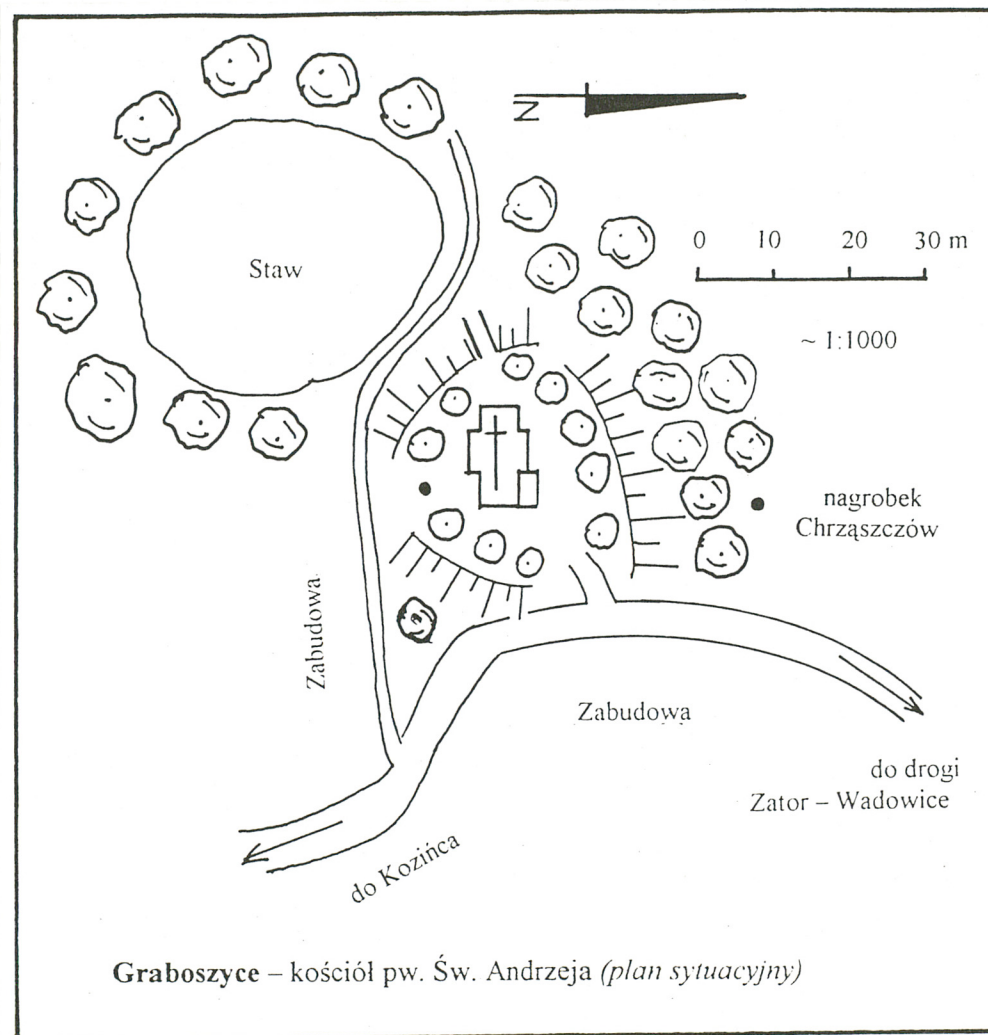 N
Staw
0 10 20 30 m
~ 1:1000
nagrobek
Chrząszczów
Zabudowa
Zabudowa
do drogi
Zator – Wadowice
do Kozińca
Graboszyce – kościół pw. Św. Andrzeja (plan sytuacyjny)